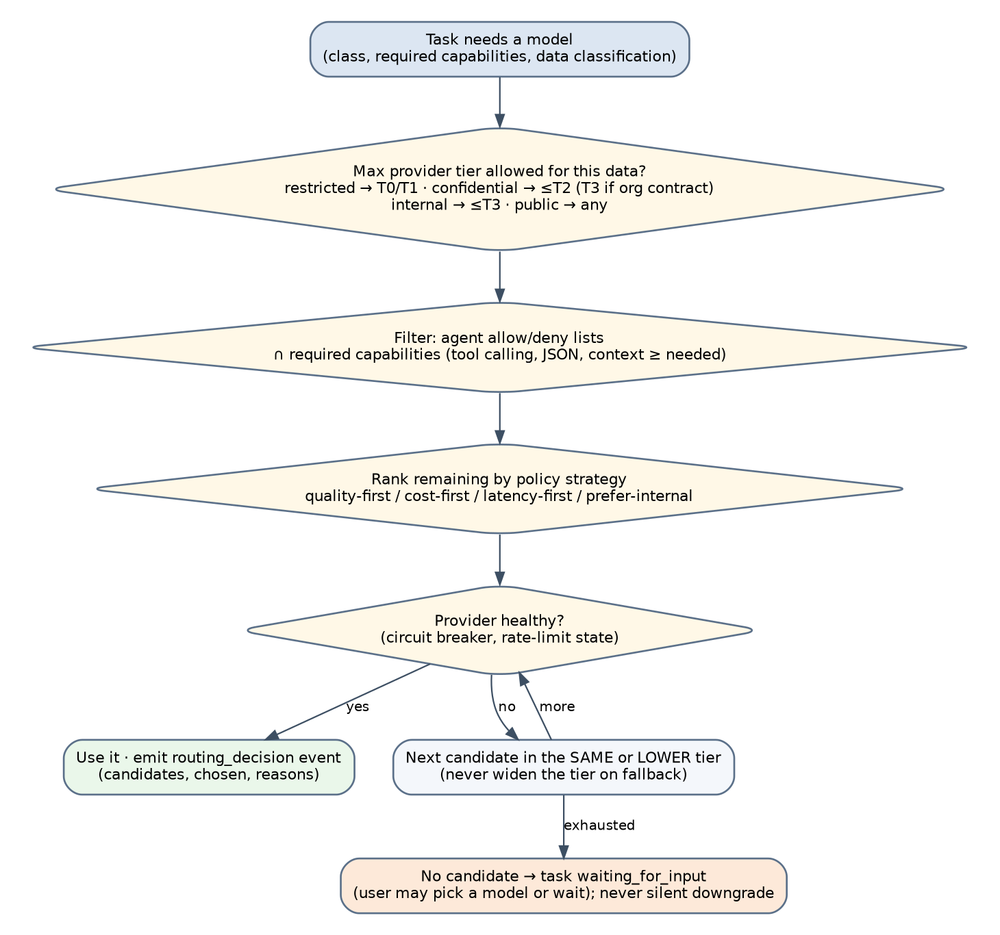 Task needs a model
(class, required capabilities, data classification)
Max provider tier allowed for this data?
restricted → T0/T1 · confidential → ≤T2 (T3 if org contract)
internal → ≤T3 · public → any
Filter: agent allow/deny lists
∩ required capabilities (tool calling, JSON, context ≥ needed)
Rank remaining by policy strategy
quality-first / cost-first / latency-first / prefer-internal
Provider healthy?
(circuit breaker, rate-limit state)
yes
no
more
Use it · emit routing_decision event
(candidates, chosen, reasons)
Next candidate in the SAME or LOWER tier
(never widen the tier on fallback)
exhausted
No candidate → task waiting_for_input
(user may pick a model or wait); never silent downgrade